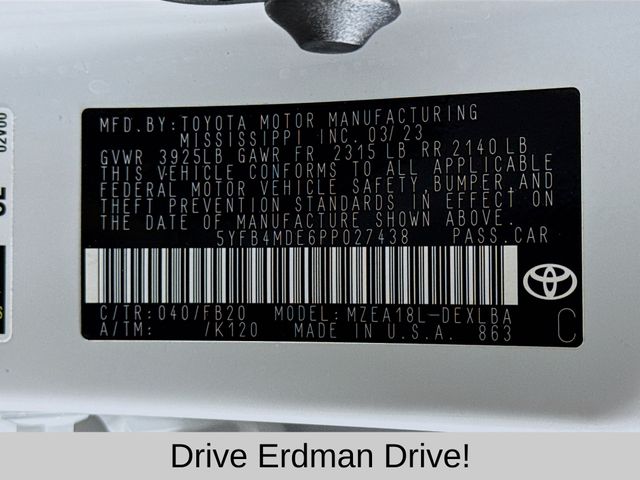 MFD. BY: TOYOTA MOTOR MANUFACTURING
MISSISSIPPI INC. 03/23
GVWR 3925LB GAWR FR 2315 LB RR 2140 LB
THIS VEHICLE CONFORMS TO ALL APPLICABLE
FEDERAL MOTOR VEHICLE SAFETY, BUMPER, AND
THEFT PREVENTION STANDARDS IN EFFECT ON
THE DATE OF MANUFACTURE SHOWN ABOVE.
5YFB4MDE6PP027438 PASS. CAR
C/TR: 040/FB20 MODEL: MZEA18L-DEXLBA
A/TM: /K120 MADE IN U.S.A. 863 C
Drive Erdman Drive!